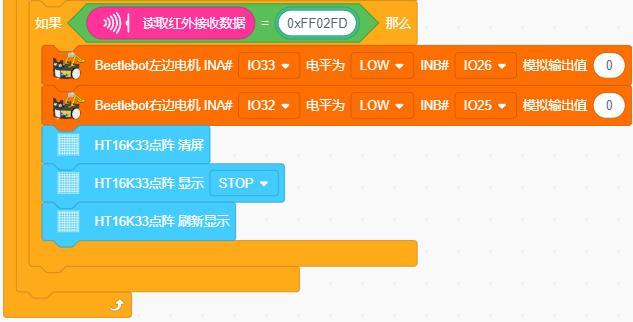 如果 读取红外接收数据 = 0xFF02FD 那么
Beetlebot左边电机 INA# IO33 电平为 LOW INB# IO26 模拟输出值 0
Beetlebot右边电机 INA# IO32 电平为 LOW INB# IO25 模拟输出值 0
HT16K33点阵 清屏
HT16K33点阵 显示 STOP
HT16K33点阵 刷新显示